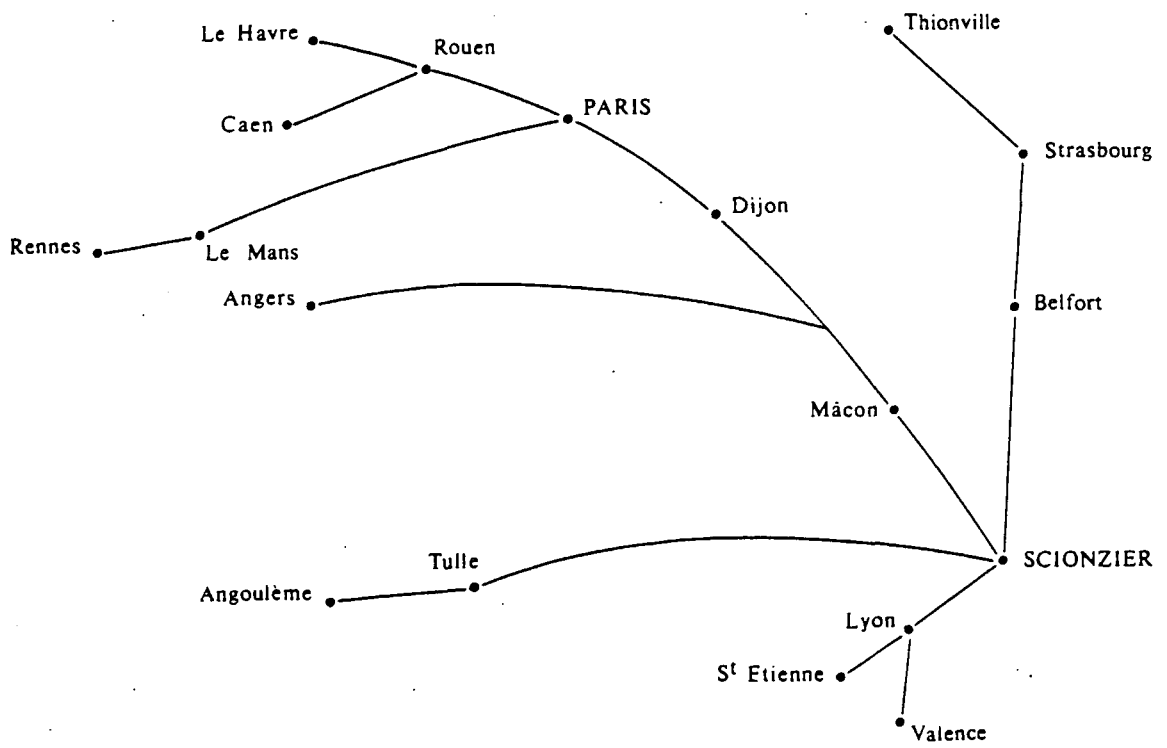 Le Havre
Rouen
Thionville
Caen
PARIS
Strasbourg
Dijon
Rennes
Le Mans
Angers
Belfort
Mâcon
Tulle
SCIONZIER
Angoulème
Lyon
St Etienne
Valence